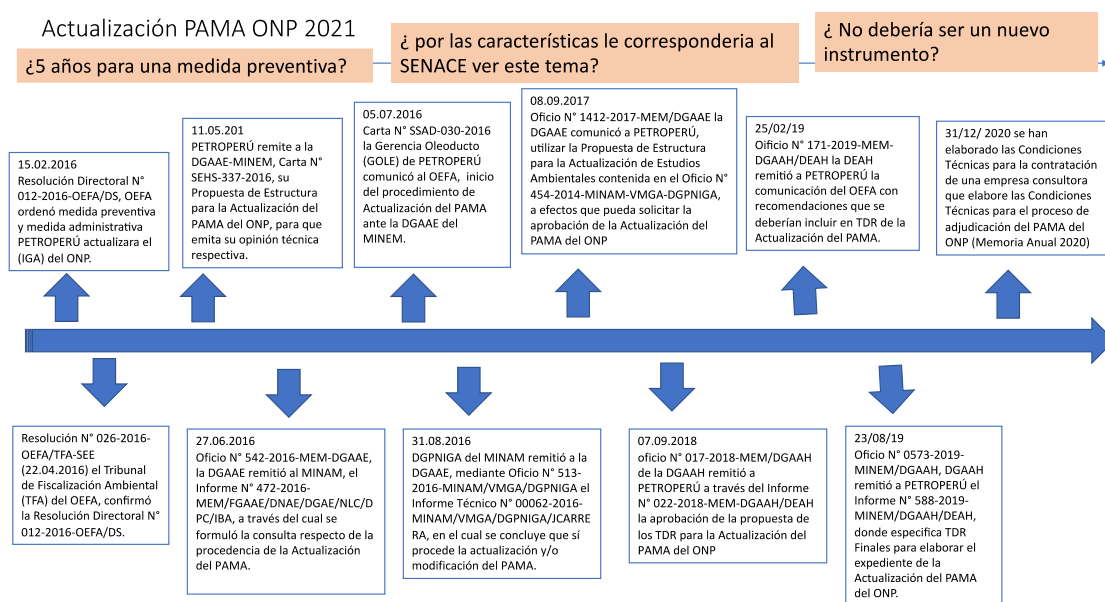 Actualización PAMA ONP 2021
¿5 años para una medida preventiva?
¿ por las características le corresponderia al
SENACE ver este tema?
¿ No debería ser un nuevo
instrumento?
15.02.2016
Resolución Directoral N°
012-2016-OEFA/DS, OEFA
ordenó medida preventiva
y medida administrativa
PETROPERÚ actualizara el
(IGA) del ONP.
11.05.201
PETROPERÚ remite a la
DGAAE-MINEM, Carta N°
SEHS-337-2016, su
Propuesta de Estructura
para la Actualización del
PAMA del ONP, para que
emita su opinión técnica
respectiva.
05.07.2016
Carta N° SSAD-030-2016
la Gerencia Oleoducto
(GOLE) de PETROPERÚ
comunicó al OEFA,  inicio
del procedimiento de
Actualización del PAMA
ante la DGAAE del
MINEM.
08.09.2017
Oficio N° 1412-2017-MEM/DGAAE la
DGAAE comunicó a PETROPERÚ,
utilizar la Propuesta de Estructura
para la Actualización de Estudios
Ambientales contenida en el Oficio N°
454-2014-MINAM-VMGA-DGPNIGA,
a efectos que pueda solicitar la
aprobación de la Actualización del
PAMA del ONP
25/02/19
Oificio N° 171-2019-MEM-
DGAAH/DEAH la DEAH
remitió a PETROPERÚ la
comunicación del OEFA con
recomendaciones que se
deberían incluir en TDR de la
Actualización del PAMA.
31/12/ 2020 se han
elaborado las Condiciones
Técnicas para la contratación
de una empresa consultora
que elabore las Condiciones
Técnicas para el proceso de
adjudicación del PAMA del
ONP (Memoria Anual 2020)
Resolución N° 026-2016-
OEFA/TFA-SEE
(22.04.2016) el Tribunal
de Fiscalización Ambiental
(TFA) del OEFA, confirmó
la Resolución Directoral N°
012-2016-OEFA/DS.
27.06.2016
Oficio N° 542-2016-MEM-DGAAE,
la DGAAE remitió al MINAM, el
Informe N° 472-2016-
MEM/FGAAE/DNAE/DGAE/NLC/D
PC/IBA, a través del cual se
formuló la consulta respecto de la
procedencia de la Actualización
del PAMA.
31.08.2016
DGPNIGA del MINAM remitió a la
DGAAE, mediante Oficio N° 513-
2016-MINAM/VMGA/DGPNIGA el
Informe Técnico N° 00062-2016-
MINAM/VMGA/DGPNIGA/JCARRE
RA, en el cual se concluye que sí
procede la actualización y/o
modificación del PAMA.
07.09.2018
oficio N° 017-2018-MEM/DGAAH
de la DGAAH remitió a
PETROPERÚ a través del Informe
N° 022-2018-MEM-DGAAH/DEAH
la aprobación de la propuesta de
los TDR para la Actualización del
PAMA del ONP
23/08/19
Oficio N° 0573-2019-
MINEM/DGAAH, DGAAH
remitió a PETROPERÚ el
Informe N° 588-2019-
MINEM/DGAAH/DEAH,
donde especifica TDR
Finales para elaborar el
expediente de la
Actualización del PAMA
del ONP.